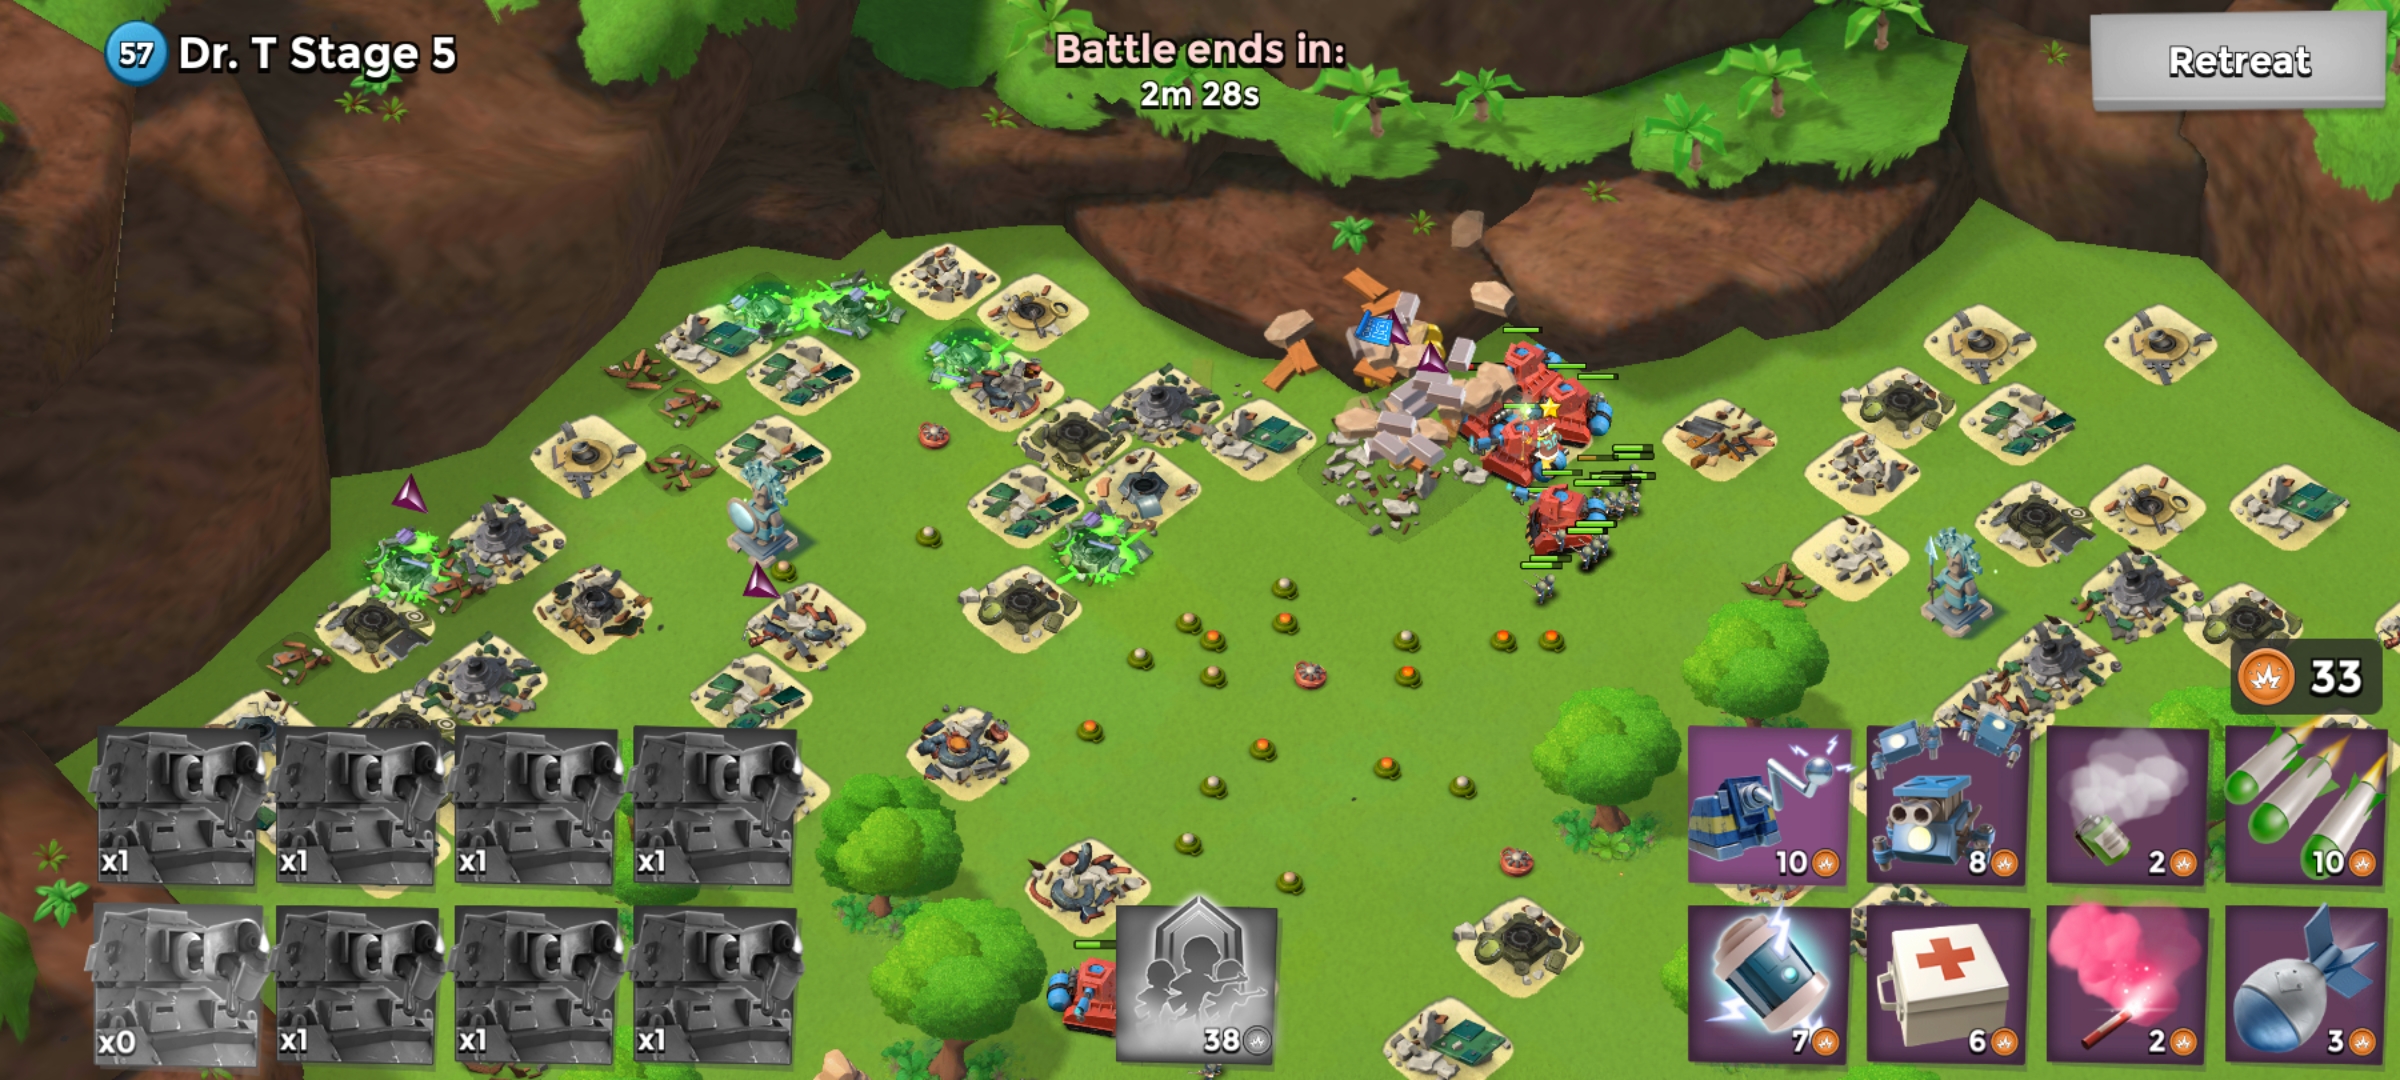 57 Dr. T Stage 5
Battle ends in:
2m 28s
Retreat
33
x1 x1 x1 x1
10 8 2 10
x0 x1 x1 x1
38
7 6 2 3